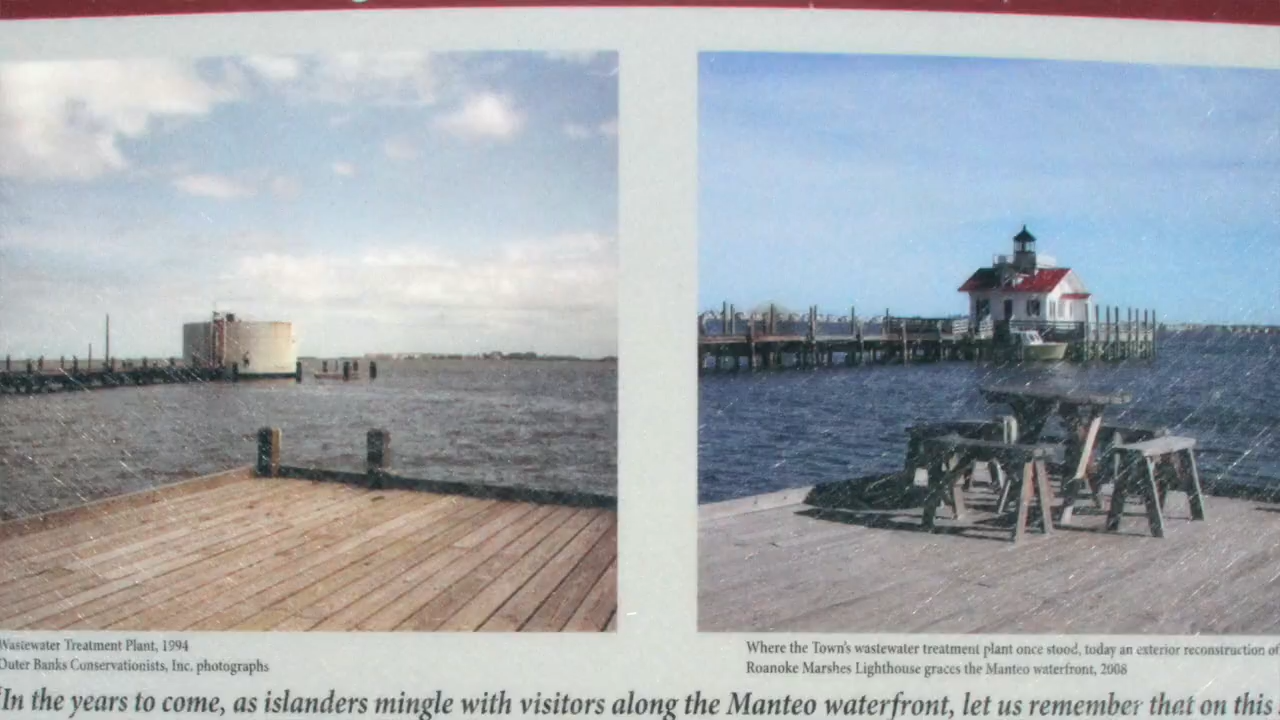 Wastewater Treatment Plant, 1994
Outer Banks Conservationists, Inc. photographs
Where the Town's wastewater treatment plant once stood, today an exterior reconstruction of
Roanoke Marshes Lighthouse graces the Manteo waterfront, 2008
"In the years to come, as islanders mingle with visitors along the Manteo waterfront, let us remember that on this